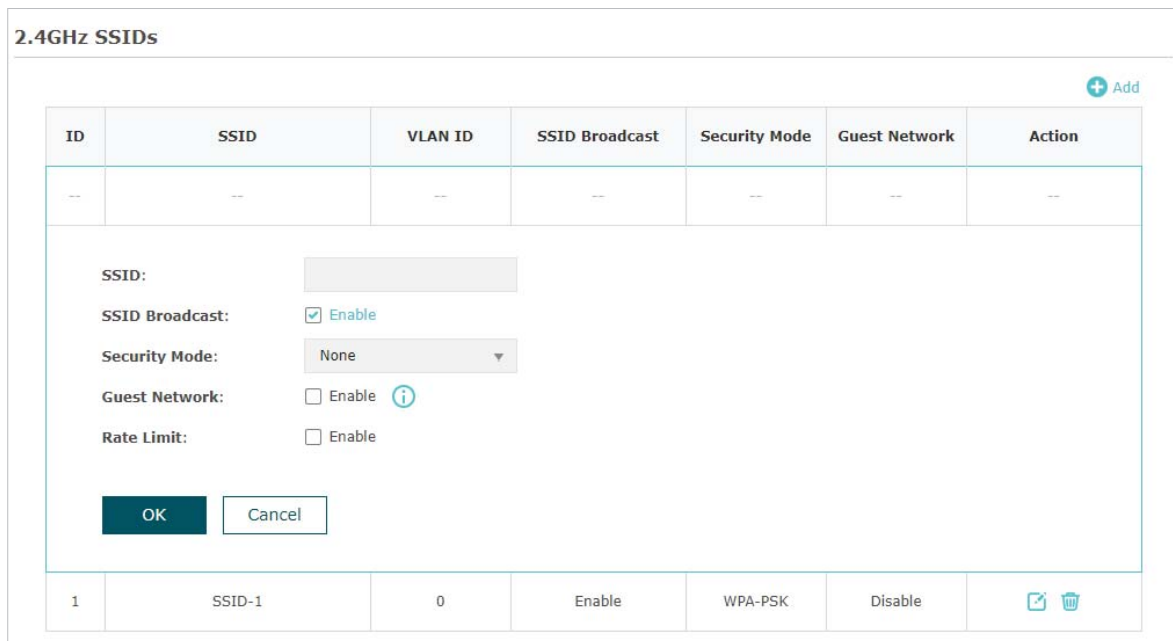 2.4GHz SSIDs
Add
ID SSID VLAN ID SSID Broadcast Security Mode Guest Network Action
-- -- -- -- -- -- --
SSID:
SSID Broadcast: Enable
Security Mode: None
Guest Network: Enable
Rate Limit: Enable
OK Cancel
1 SSID-1 0 Enable WPA-PSK Disable